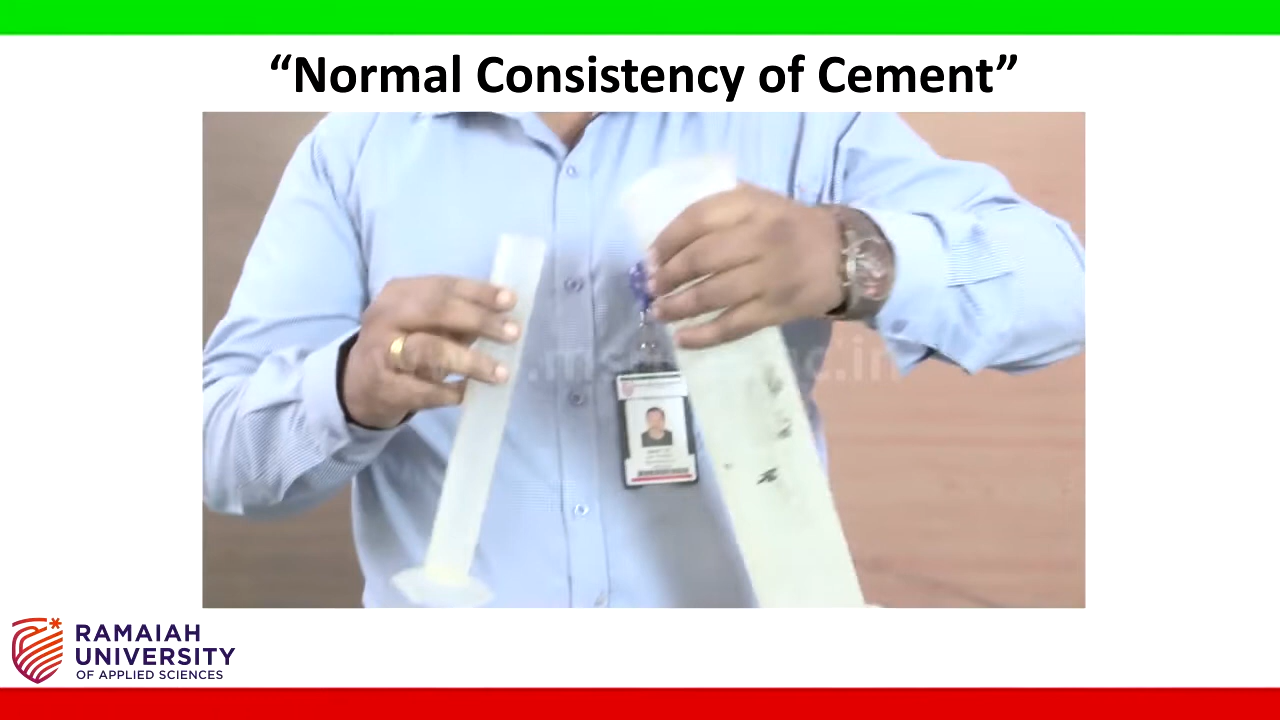 “Normal Consistency of Cement”
RAMAIAH
UNIVERSITY
OF APPLIED SCIENCES